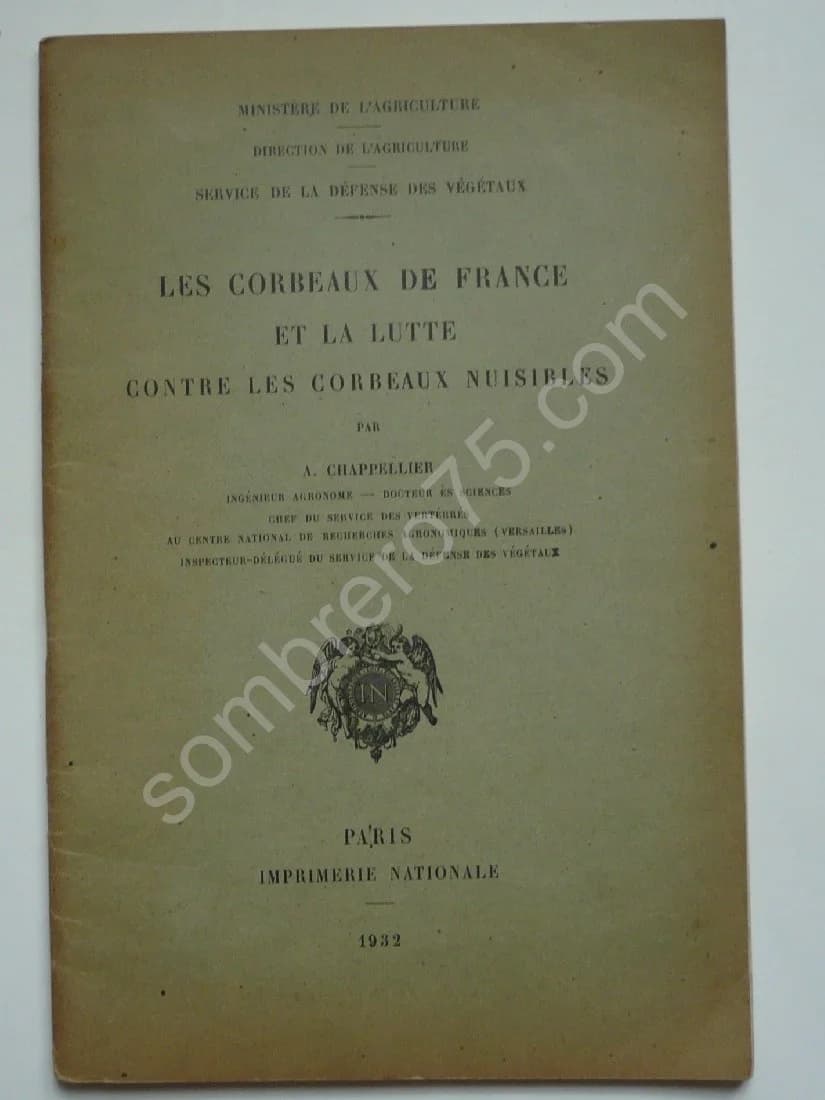 MINISTÈRE DE L'AGRICULTURE
DIRECTION DE L'AGRICULTURE
SERVICE DE LA DÉFENSE DES VÉGÉTAUX
LES CORBEAUX DE FRANCE
ET LA LUTTE
CONTRE LES CORBEAUX NUISIBLES
PAR
A. CHAPPELLIER
INGÉNIEUR AGRONOME — DOCTEUR ÈS SCIENCES
CHEF DU SERVICE DES VERTÉBRÉS
AU CENTRE NATIONAL DE RECHERCHES AGRONOMIQUES (VERSAILLES)
INSPECTEUR-DÉLÉGUÉ DU SERVICE DE LA DÉFENSE DES VÉGÉTAUX
IN
PARIS
IMPRIMERIE NATIONALE
1932
sombrero75.com